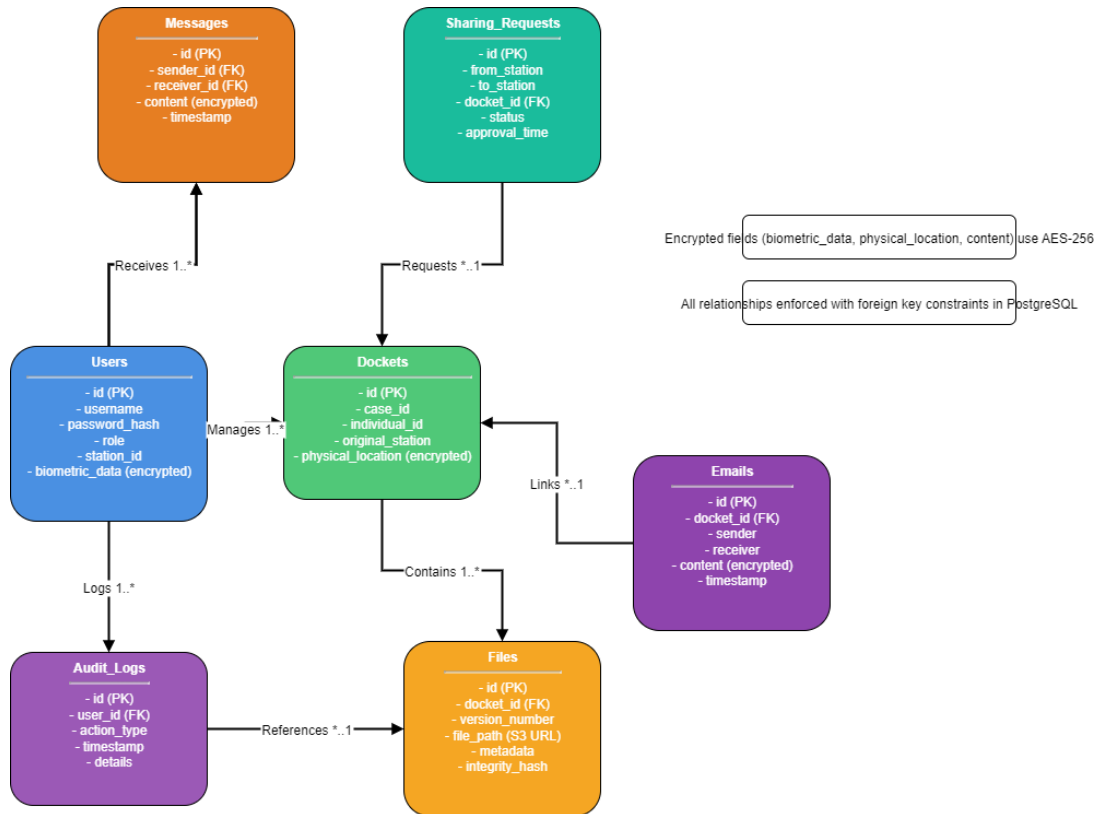 Messages
- id (PK)
- sender_id (FK)
- receiver_id (FK)
- content (encrypted)
- timestamp
Sharing_Requests
- id (PK)
- from_station
- to_station
- docket_id (FK)
- status
- approval_time
Encrypted fields (biometric_data, physical_location, content) use AES-256
All relationships enforced with foreign key constraints in PostgreSQL
Receives 1..*
Requests *..1
Users
- id (PK)
- username
- password_hash
- role
- station_id
- biometric_data (encrypted)
Manages 1..*
Dockets
- id (PK)
- case_id
- individual_id
- original_station
- physical_location (encrypted)
Links *..1
Emails
- id (PK)
- docket_id (FK)
- sender
- receiver
- content (encrypted)
- timestamp
Logs 1..*
Contains 1..*
Audit_Logs
- id (PK)
- user_id (FK)
- action_type
- timestamp
- details
References *..1
Files
- id (PK)
- docket_id (FK)
- version_number
- file_path (S3 URL)
- metadata
- integrity_hash